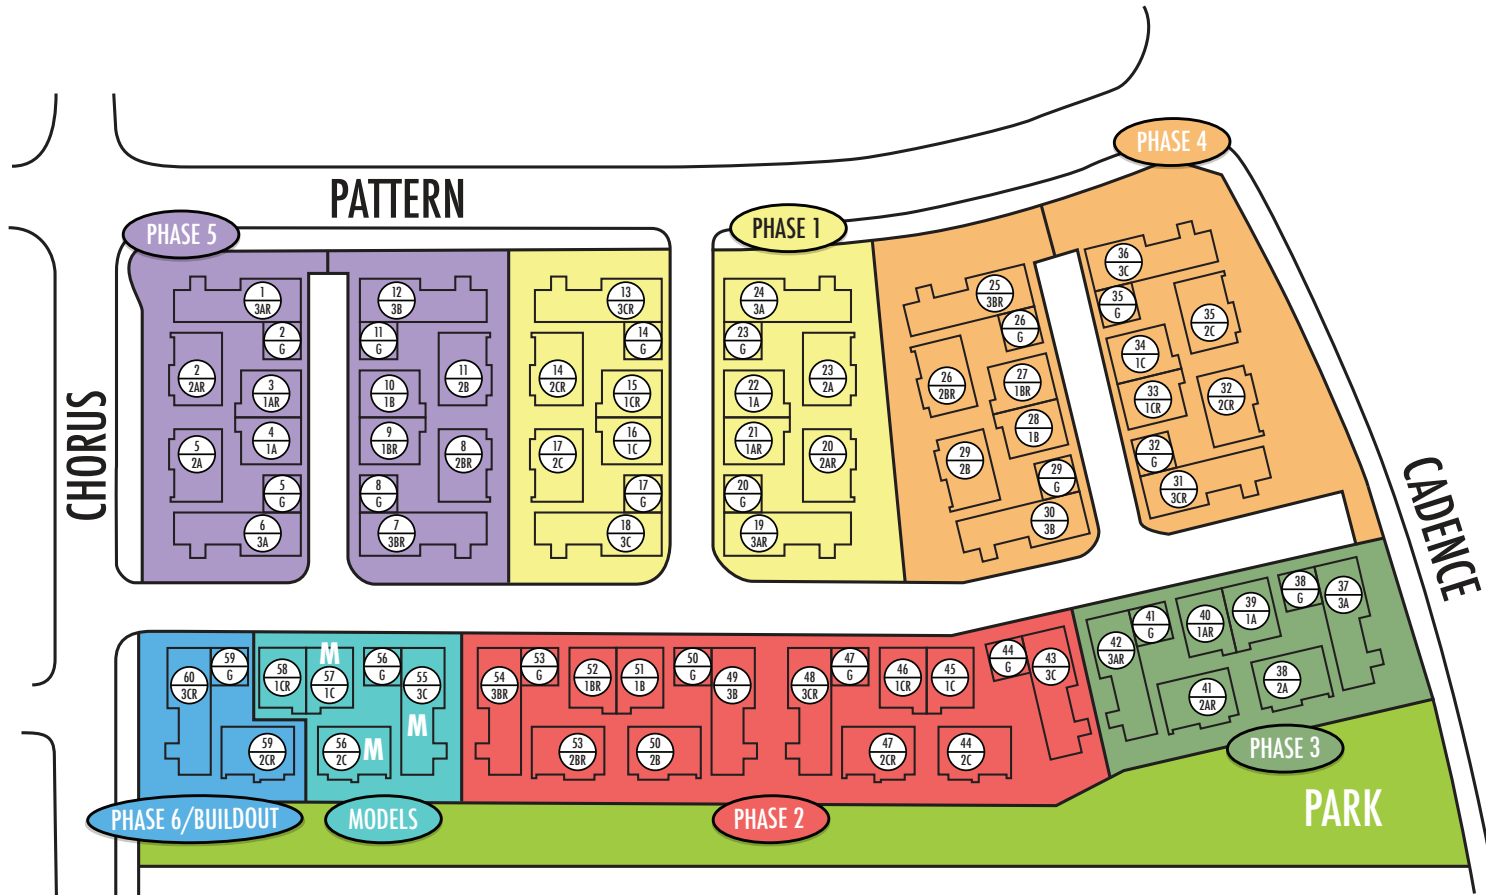 PHASE 4
PATTERN
PHASE 5
PHASE 1
CHORUS
CADENCE
1
3AR
2
G
2
2AR
3
1AR
4
1A
5
2A
5
G
6
3A
12
3B
11
G
11
2B
10
1B
9
1BR
8
2BR
8
G
7
3BR
13
3CR
14
G
14
2CR
15
1CR
16
1C
17
2C
17
G
18
3C
24
3A
23
G
23
2A
22
1A
21
1AR
20
2AR
20
G
19
3AR
25
3BR
26
G
26
2BR
27
1BR
28
1B
29
2B
29
G
30
3B
36
3C
35
G
35
2C
34
1C
33
1CR
32
2CR
32
G
31
3CR
60
3CR
59
G
59
2CR
58
1CR
M
57
1C
56
G
55
3C
M
56
2C
M
54
3BR
53
G
52
1BR
51
1B
50
G
49
3B
53
2BR
50
2B
48
3CR
47
G
46
1CR
45
1C
44
G
43
3C
47
2CR
44
2C
42
3AR
41
G
40
1AR
39
1A
38
G
37
3A
41
2AR
38
2A
PHASE 3
PHASE 6/BUILDOUT
MODELS
PHASE 2
PARK